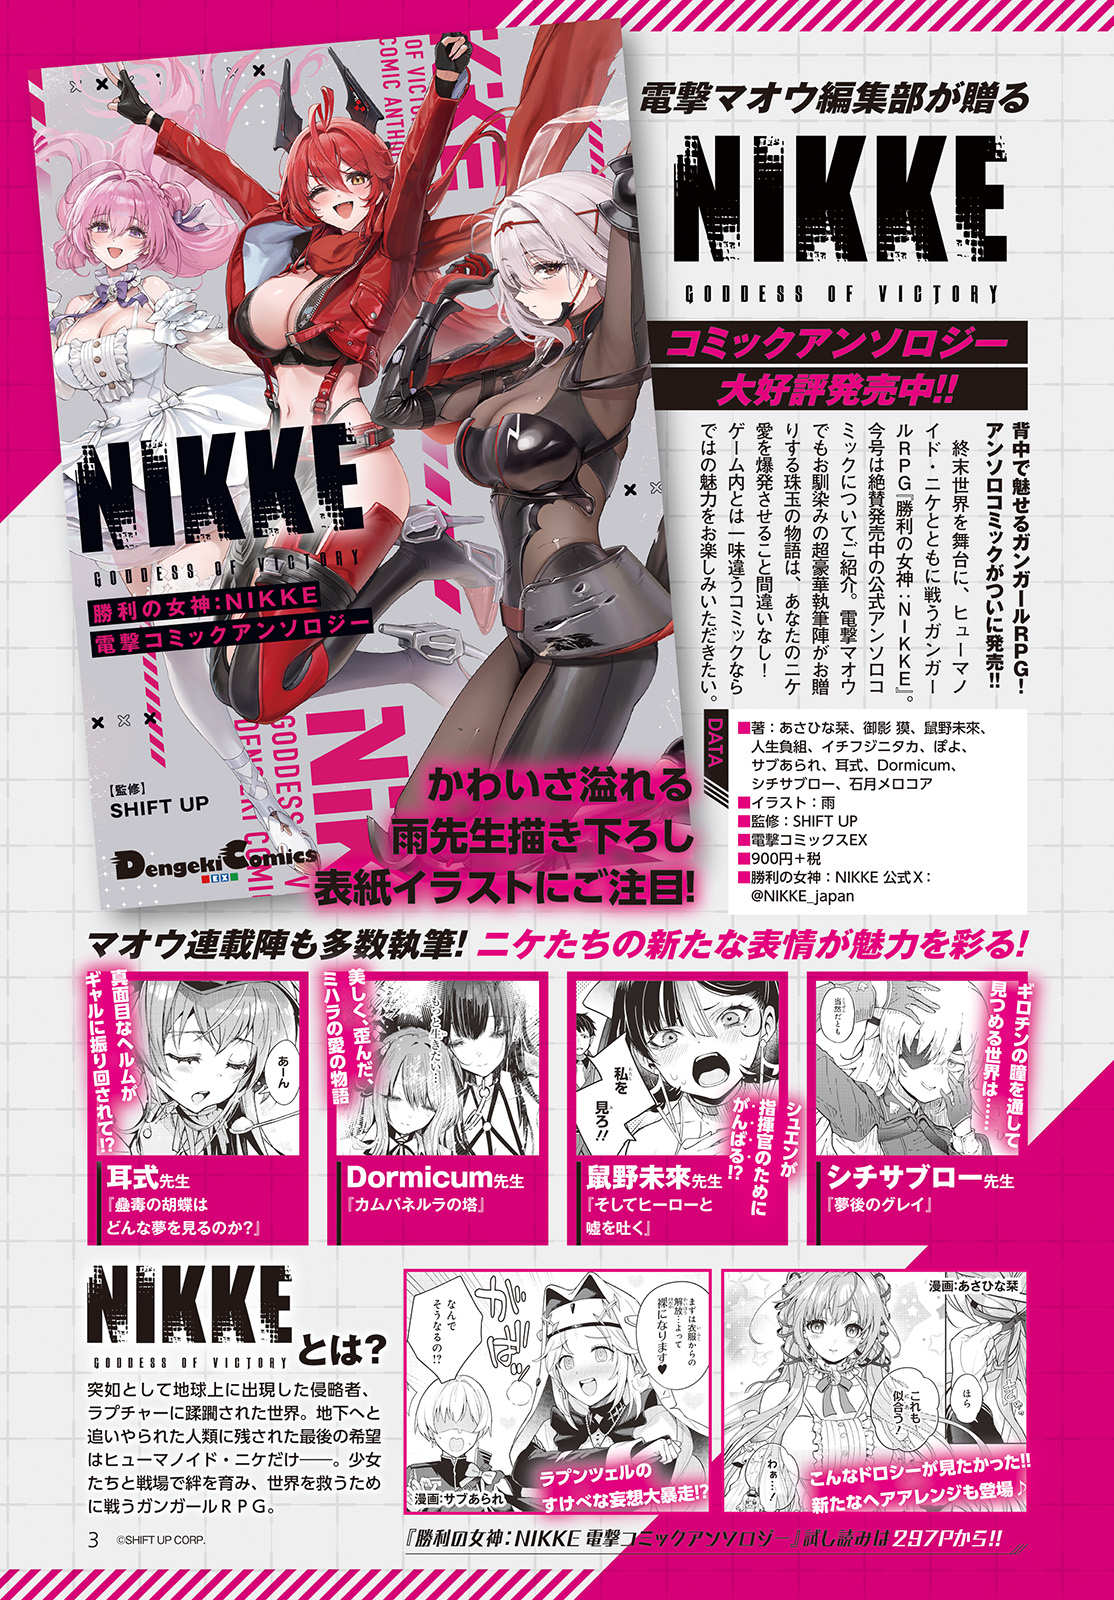 電撃マオウ編集部が贈る
NIKKE
GODDESS OF VICTORY
コミックアンソロジー
大好評発売中!!
背中で魅せるガンガールRPG!
アンソロコミックがついに発売!!
終末世界を舞台に、ヒューマノ
イド・ニケとともに戦うガンガー
ルRPG『勝利の女神:NIKKE』。
今号は絶賛発売中の公式アンソロコ
ミックについてご紹介。電撃マオウ
でもお馴染みの超豪華執筆陣がお贈
りする珠玉の物語は、あなたのニケ
愛を爆発させること間違いなし!
ゲーム内とは一味違うコミックなら
ではの魅力をお楽しみいただきたい。
OF VICTORY
COMIC ANTHO
NIKKE
GODDESS OF VICTORY
勝利の女神:NIKKE
電撃コミックアンソロジー
【監修】
SHIFT UP
Dengeki Comics
EX
かわいさ溢れる
雨先生描き下ろし
表紙イラストにご注目!
DATA
■著:あさひな栞、御影 獏、鼠野未來、
人生負組、イチフジニタカ、ぽよ、
サブあられ、耳式、Dormicum、
シチサブロー、石月メロコア
■イラスト:雨
■監修:SHIFT UP
■電撃コミックスEX
■900円+税
■勝利の女神:NIKKE 公式X:
@NIKKE_japan
マオウ連載陣も多数執筆! ニケたちの新たな表情が魅力を彩る!
真面目なヘルムが
ギャルに振り回されて!?
あーん
耳式先生
『蠱毒の胡蝶は
どんな夢を見るのか?』
美しく、歪んだ、
ミハラの愛の物語
もっと生きたい…
Dormicum先生
『カムパネルラの塔』
私を
見ろ!!
シュエンが
指揮官のために
がんばる!?
鼠野未來先生
『そしてヒーローと
嘘を吐く』
当然だとも
ギロチンの瞳を通して
見つめる世界は……
シチサブロー先生
『夢後のグレイ』
NIKKE
GODDESS OF VICTORY
とは?
突如として地球上に出現した侵略者、
ラプチャーに蹂躙された世界。地下へと
追いやられた人類に残された最後の希望
はヒューマノイド・ニケだけ――。少女
たちと戦場で絆を育み、世界を救うため
に戦うガンガールRPG。
まずは衣服からの
解放…よって
裸になります♥
なんで
そうなるの!?
ラプンツェルの
すけべな妄想大暴走!?
漫画:サブあられ
漫画:あさひな栞
ほら
これも
似合う!
わぁ…!
こんなドロシーが見たかった!!
新たなヘアアレンジも登場♪
『勝利の女神:NIKKE 電撃コミックアンソロジー』試し読みは297Pから!!
3
©SHIFT UP CORP.